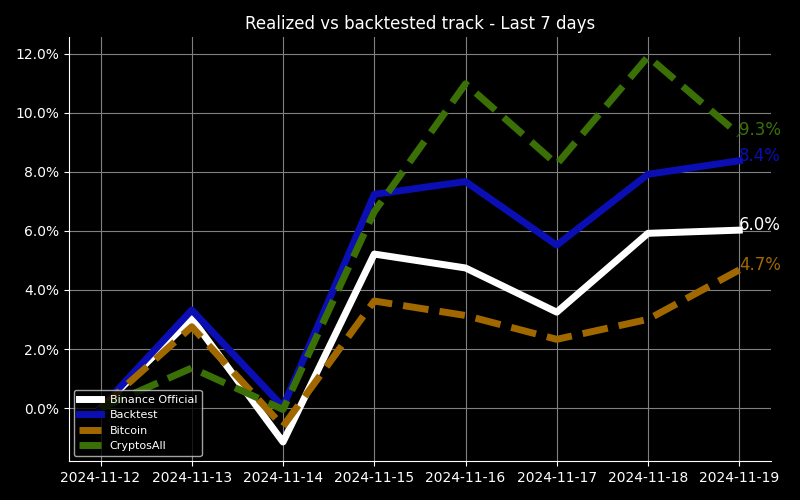 Realized vs backtested track - Last 7 days
12.0%
10.0%
8.0%
6.0%
4.0%
2.0%
0.0%
9.3%
8.4%
6.0%
4.7%
Binance Official
Backtest
Bitcoin
CryptosAll
2024-11-12 2024-11-13 2024-11-14 2024-11-15 2024-11-16 2024-11-17 2024-11-18 2024-11-19